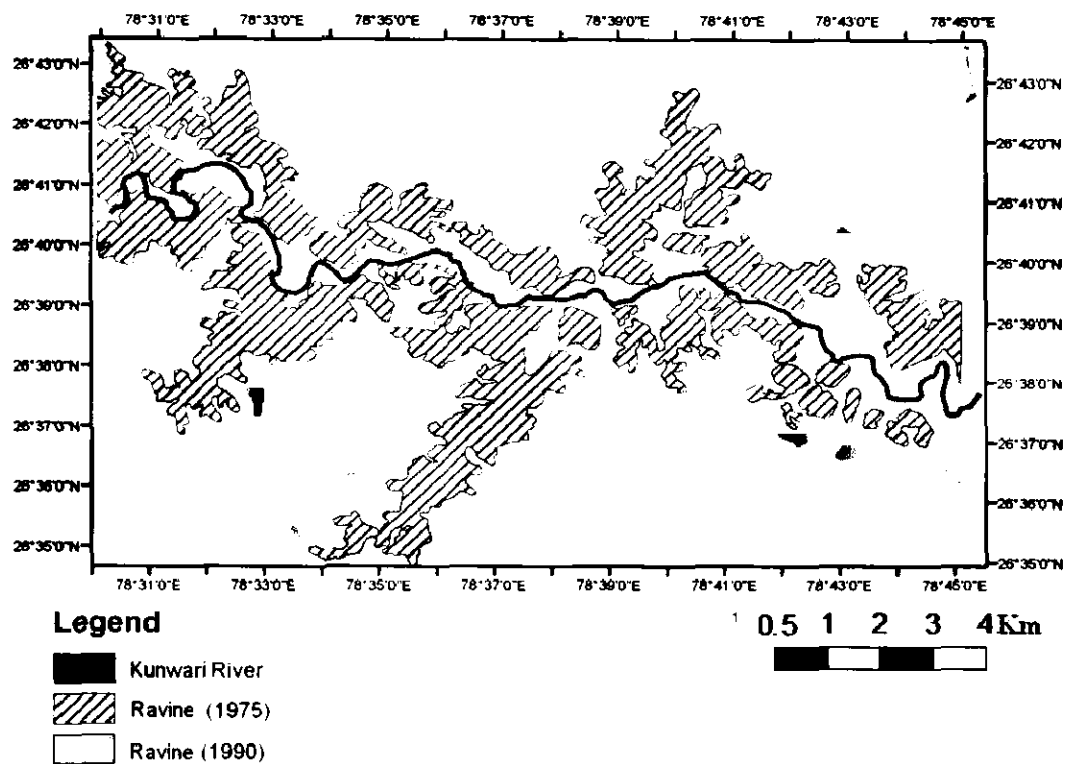 78°31'0"E 78°33'0"E 78°35'0"E 78°37'0"E 78°39'0"E 78°41'0"E 78°43'0"E 78°45'0"E
26°43'0"N
26°42'0"N
26°41'0"N
26°40'0"N
26°39'0"N
26°38'0"N
26°37'0"N
26°36'0"N
26°35'0"N
26°43'0"N
26°42'0"N
26°41'0"N
26°40'0"N
26°39'0"N
26°38'0"N
26°37'0"N
26°36'0"N
26°35'0"N
78°31'0"E 78°33'0"E 78°35'0"E 78°37'0"E 78°39'0"E 78°41'0"E 78°43'0"E 78°45'0"E
Legend
Kunwari River
Ravine (1975)
Ravine (1990)
0.5 1 2 3 4Km